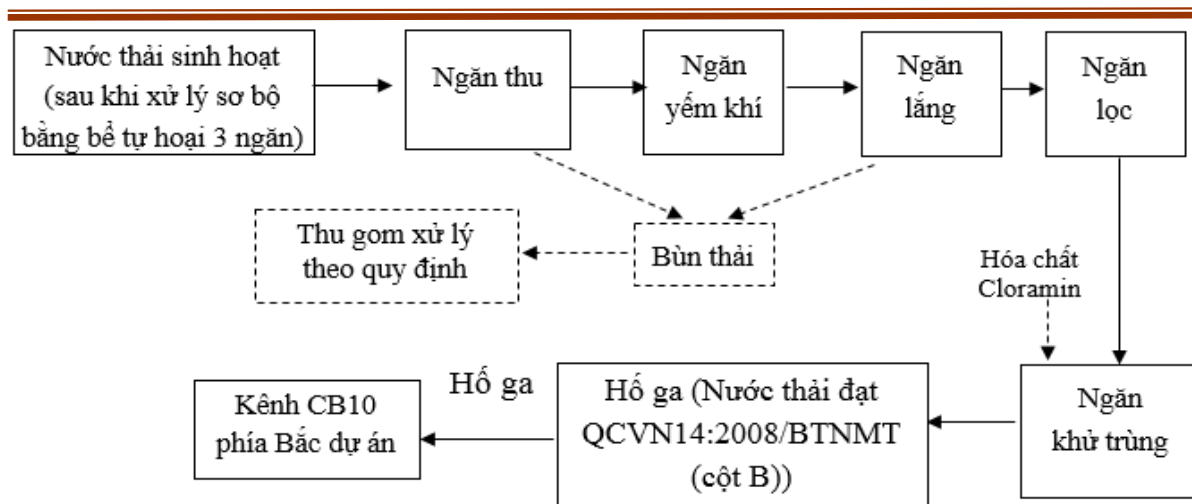 Nước thải sinh hoạt
(sau khi xử lý sơ bộ
bằng bể tự hoại 3 ngăn)
Ngăn thu
Ngăn
yếm khí
Ngăn
lắng
Ngăn
lọc
Thu gom xử lý
theo quy định
Bùn thải
Hóa chất
Cloramin
Ngăn
khử trùng
Hố ga (Nước thải đạt
QCVN14:2008/BTNMT
(cột B))
Hố ga
Kênh CB10
phía Bắc dự án